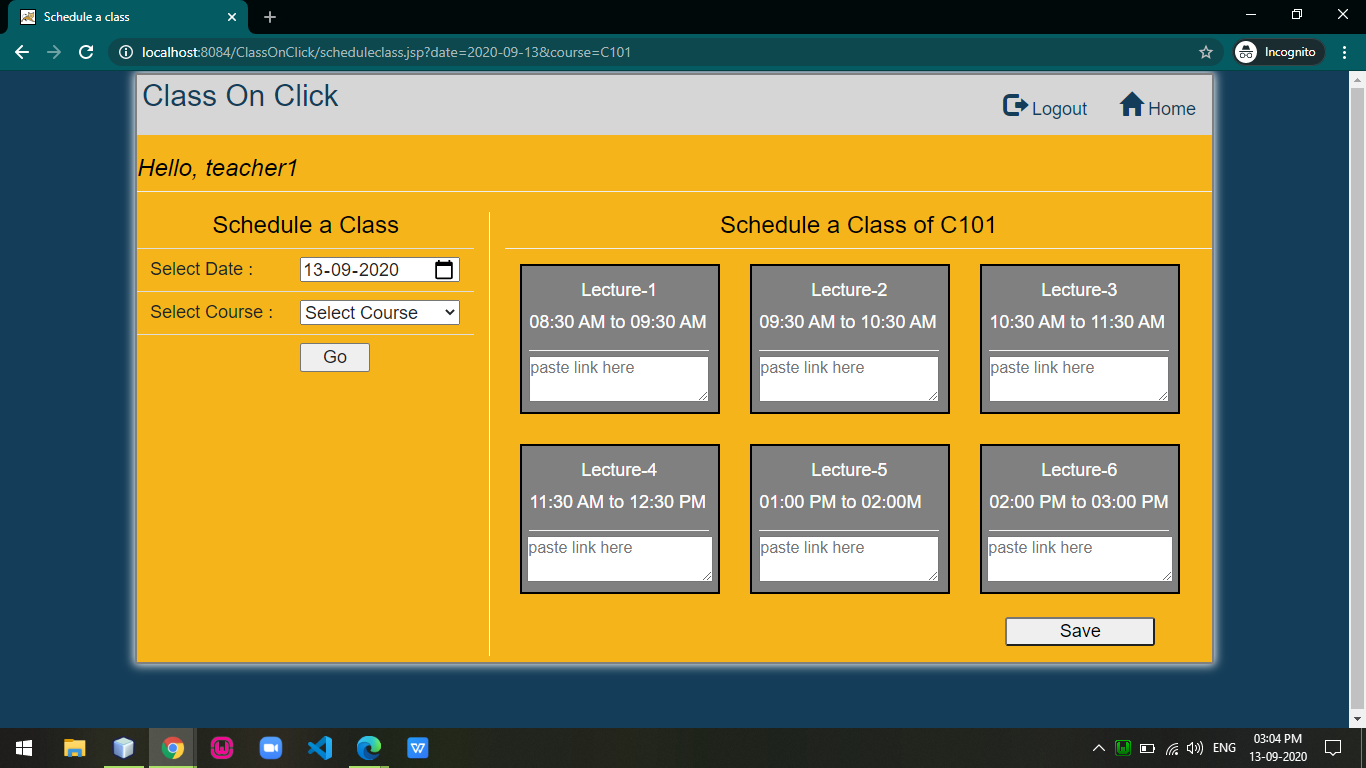 Schedule a class
localhost:8084/ClassOnClick/scheduleclass.jsp?date=2020-09-13&course=C101
Incognito
Class On Click
Logout
Home
Hello, teacher1
Schedule a Class
Schedule a Class of C101
Select Date :
13-09-2020
Select Course :
Select Course
Go
Lecture-1
08:30 AM to 09:30 AM
paste link here
Lecture-2
09:30 AM to 10:30 AM
paste link here
Lecture-3
10:30 AM to 11:30 AM
paste link here
Lecture-4
11:30 AM to 12:30 PM
paste link here
Lecture-5
01:00 PM to 02:00M
paste link here
Lecture-6
02:00 PM to 03:00 PM
paste link here
Save
ENG
03:04 PM
13-09-2020